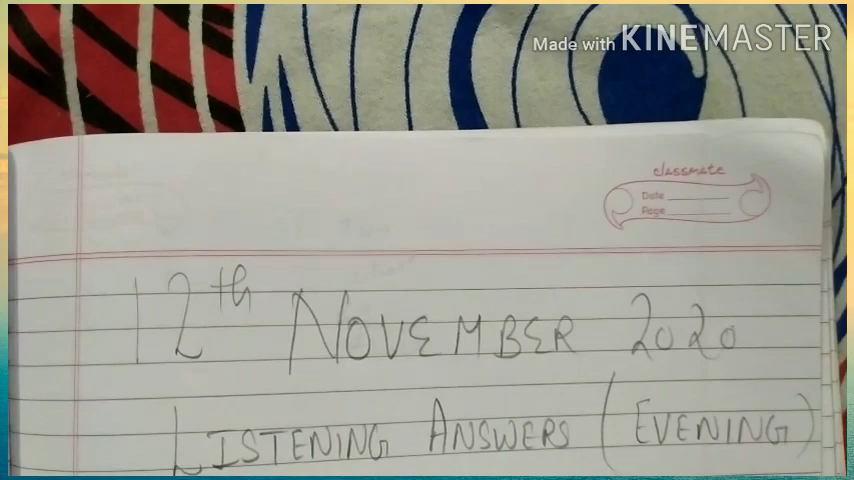 Made with KINEMASTER
classmate
Date
Page
12th NOVEMBER 2020
LISTENING ANSWERS (EVENING)